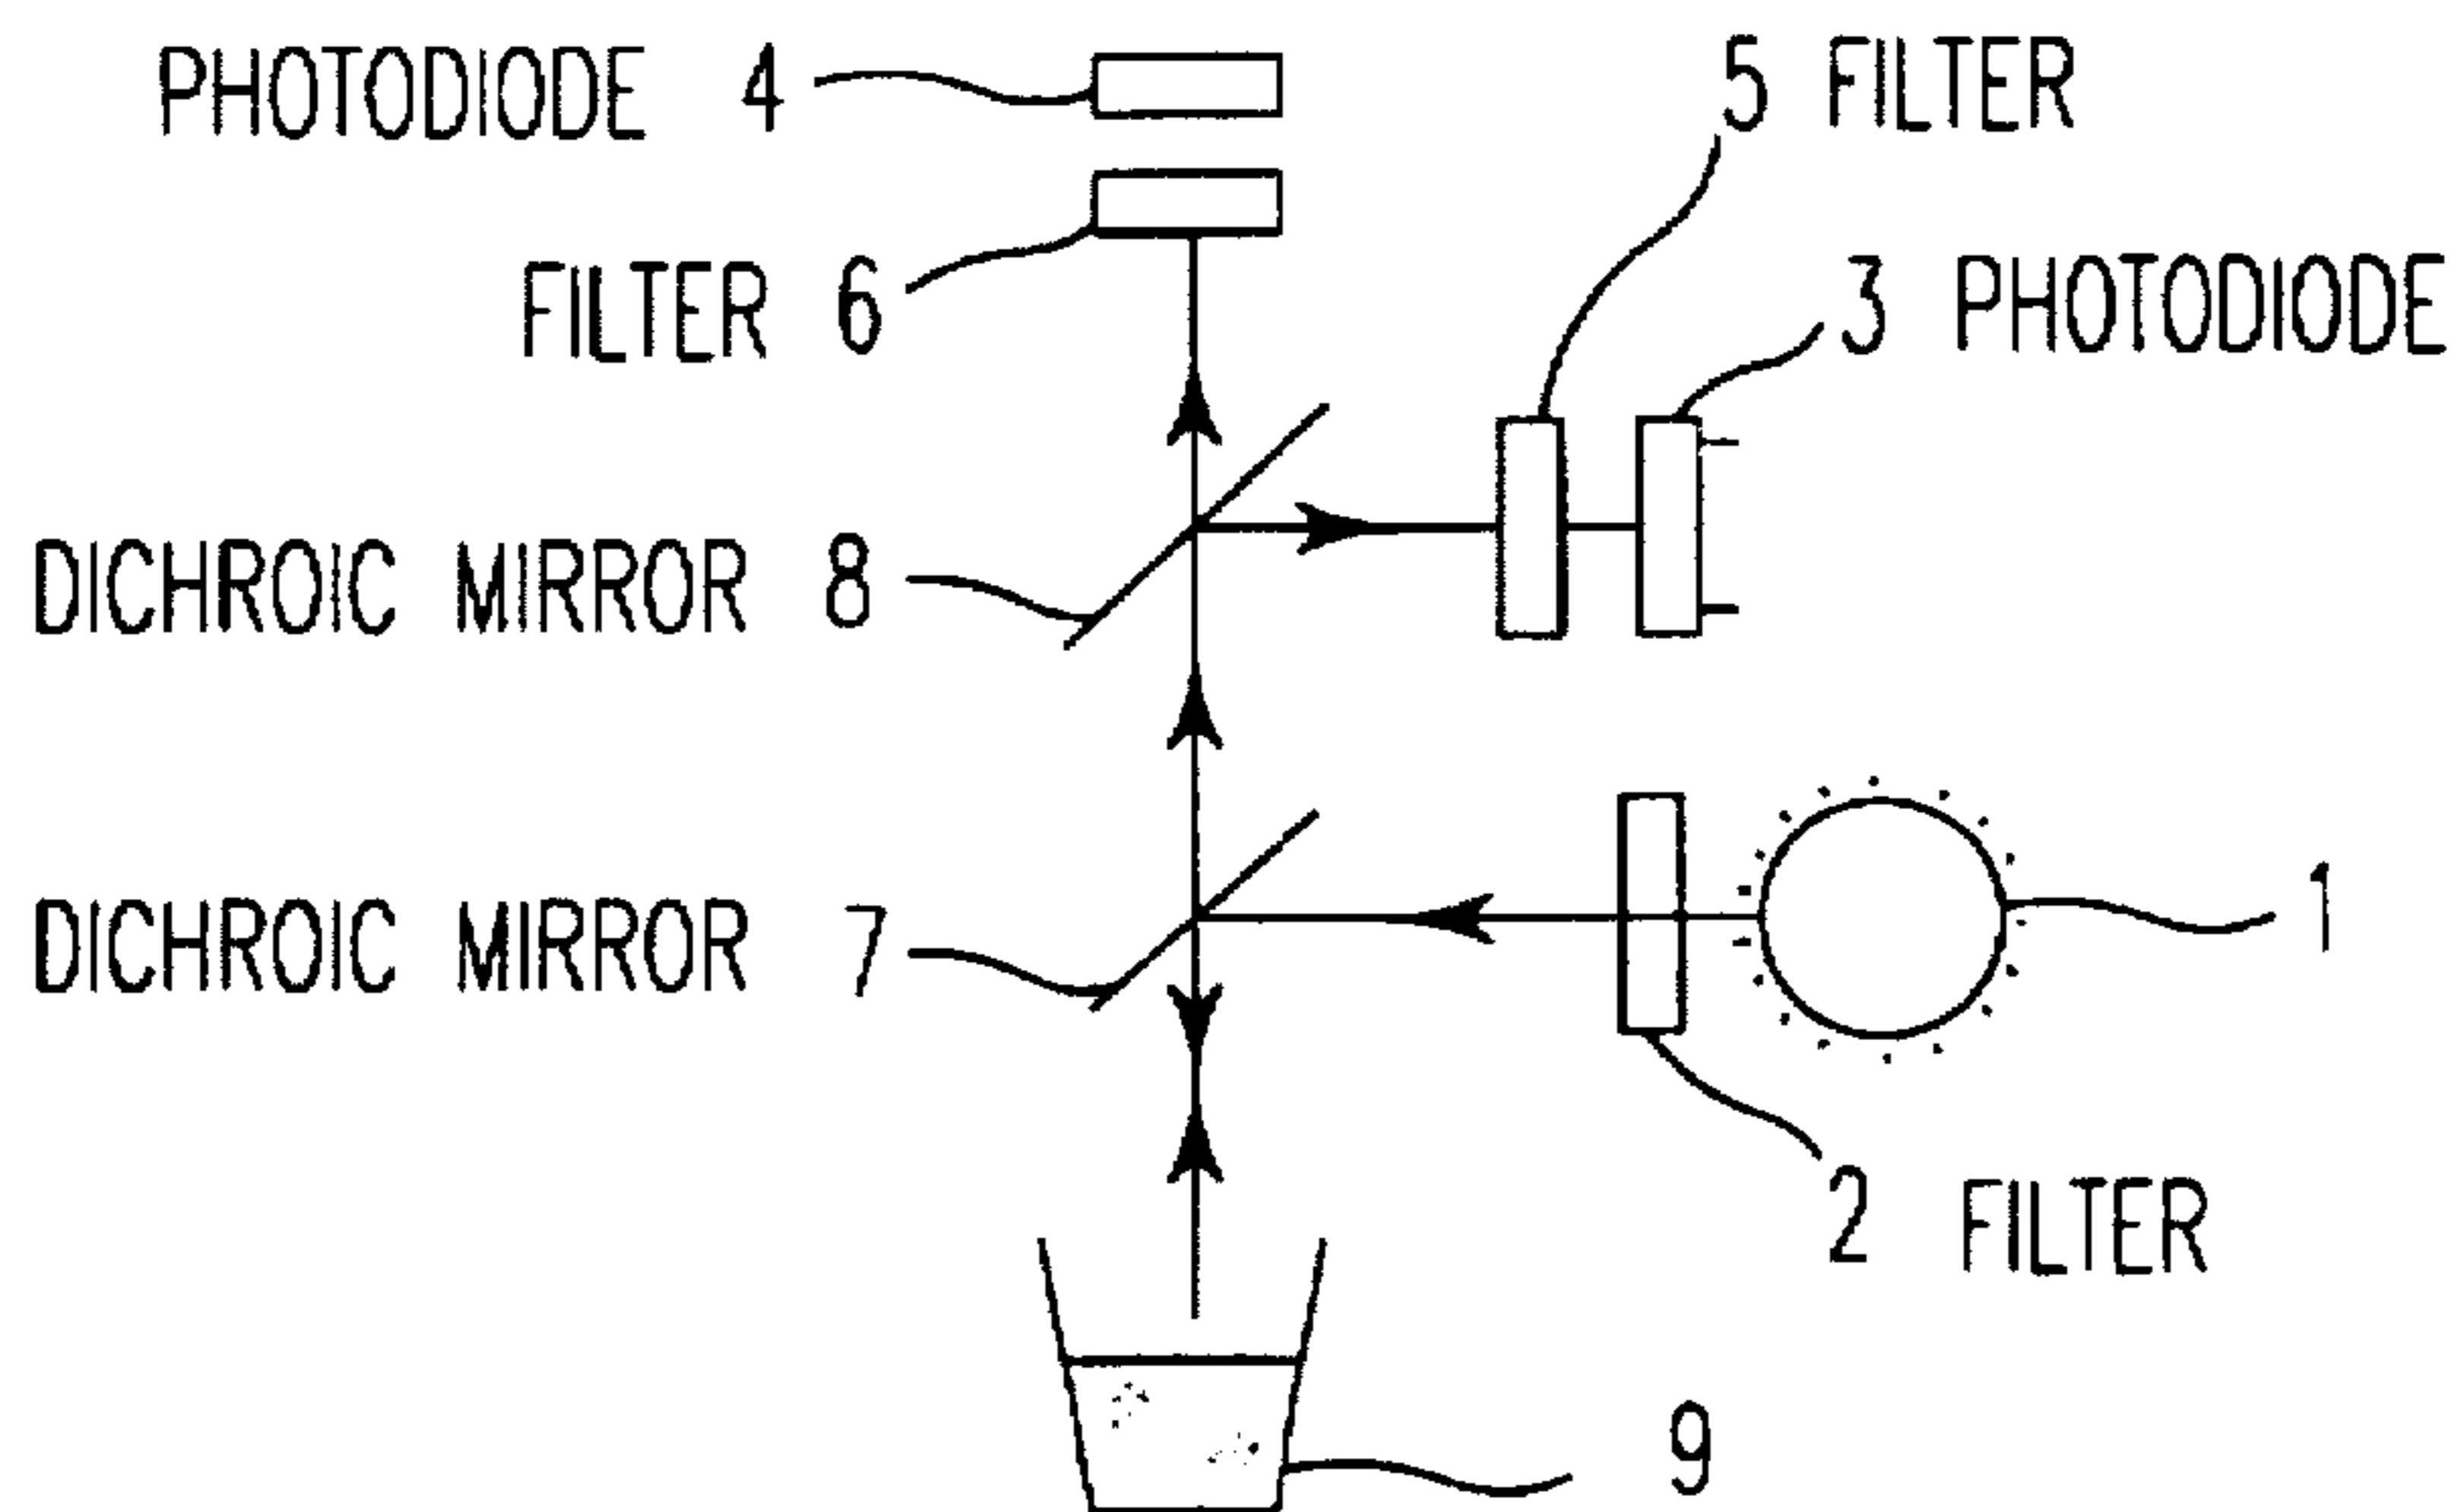 PHOTODIODE 4
5 FILTER
FILTER 6
3 PHOTODIODE
DICHROIC MIRROR 8
DICHROIC MIRROR 7
1
2 FILTER
9